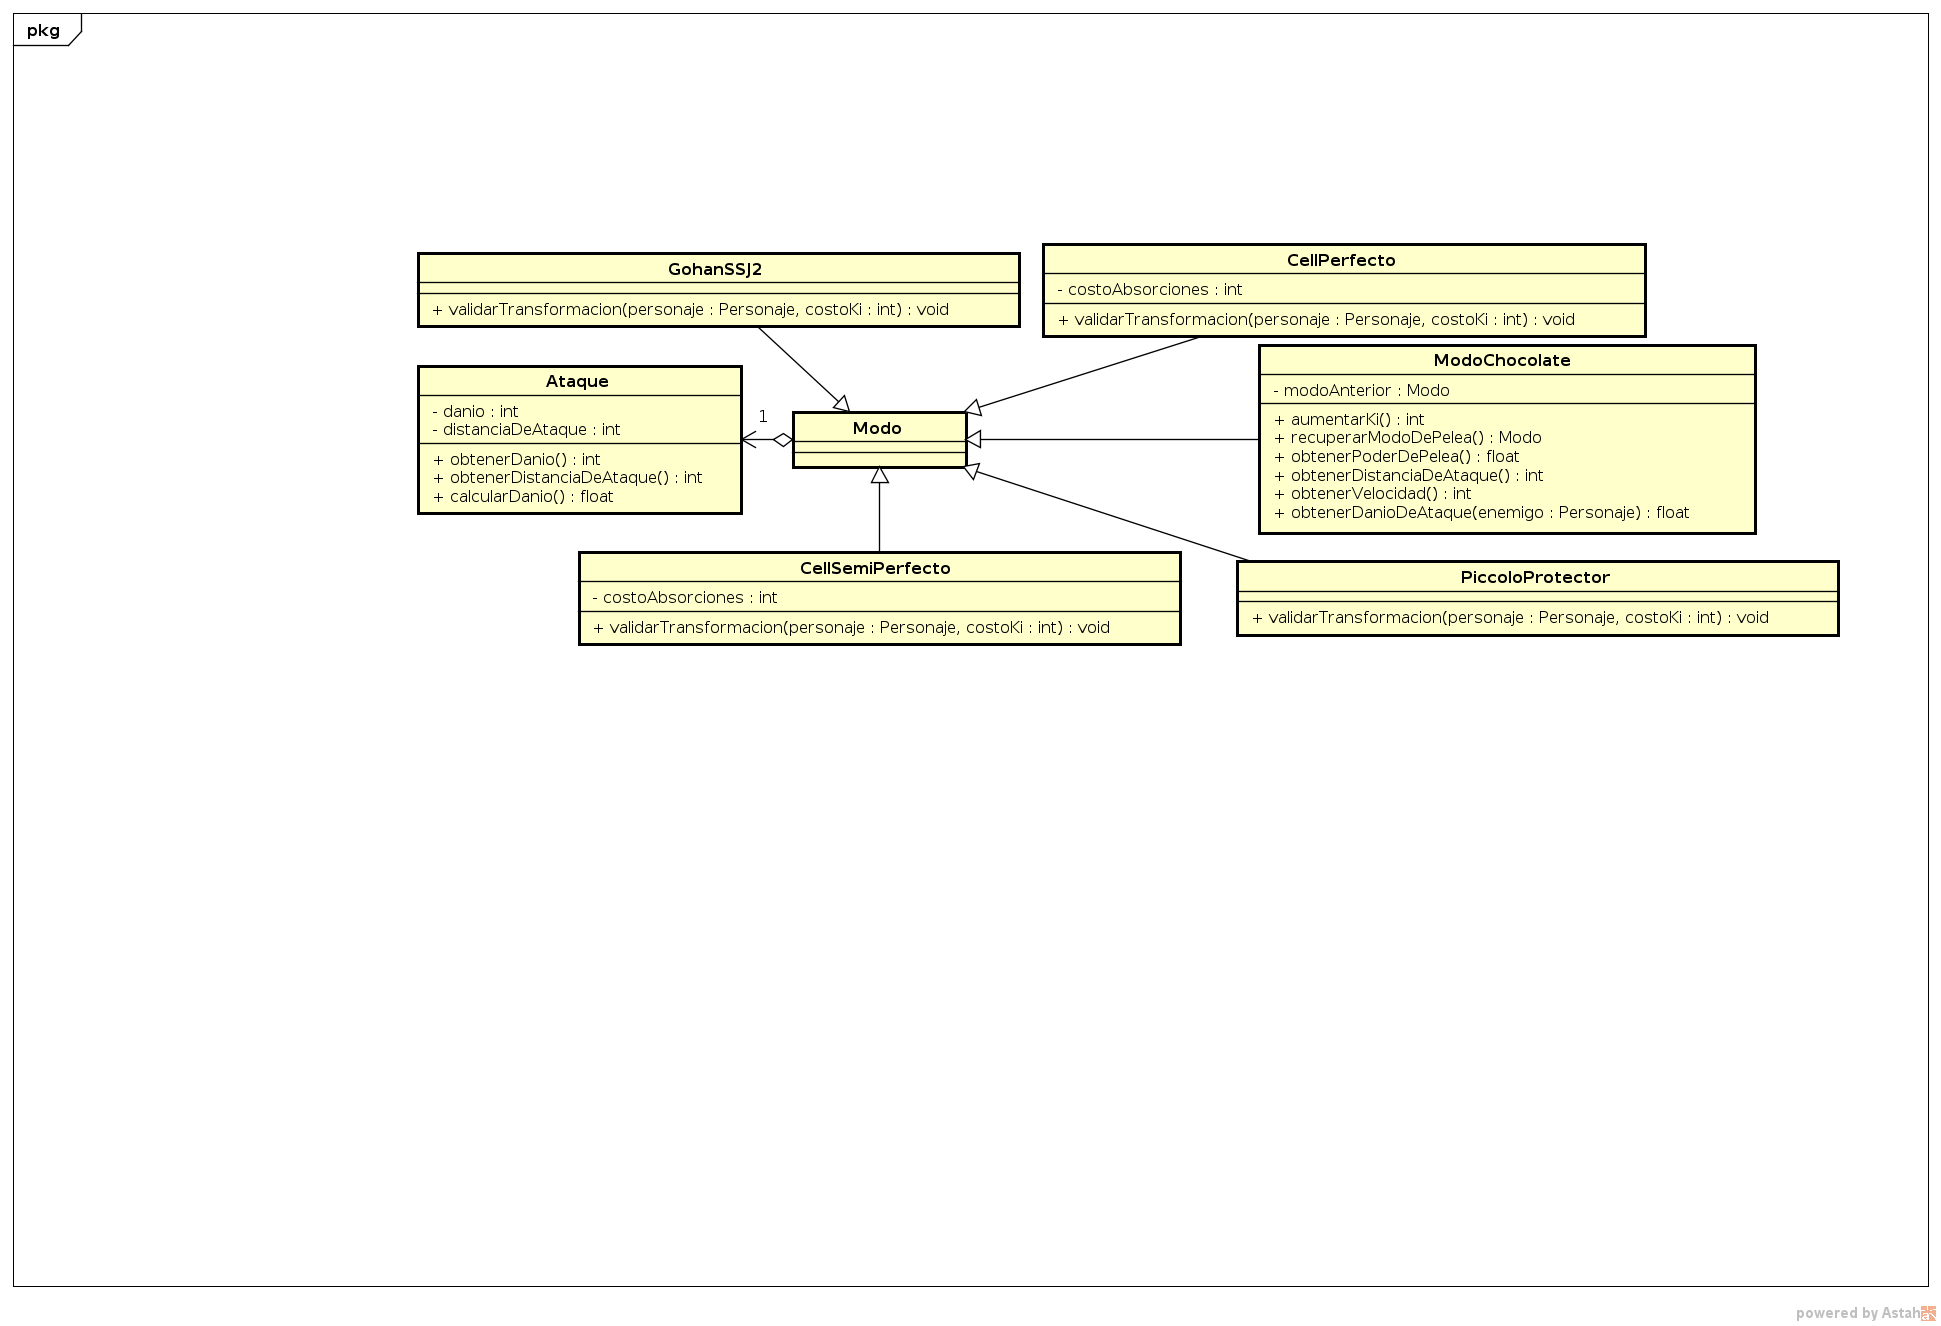 pkg
GohanSSJ2
+ validarTransformacion(personaje : Personaje, costoKi : int) : void
CellPerfecto
- costoAbsorciones : int
+ validarTransformacion(personaje : Personaje, costoKi : int) : void
Ataque
- danio : int
- distanciaDeAtaque : int
+ obtenerDanio() : int
+ obtenerDistanciaDeAtaque() : int
+ calcularDanio() : float
1
Modo
ModoChocolate
- modoAnterior : Modo
+ aumentarKi() : int
+ recuperarModoDePelea() : Modo
+ obtenerPoderDePelea() : float
+ obtenerDistanciaDeAtaque() : int
+ obtenerVelocidad() : int
+ obtenerDanioDeAtaque(enemigo : Personaje) : float
CellSemiPerfecto
- costoAbsorciones : int
+ validarTransformacion(personaje : Personaje, costoKi : int) : void
PiccoloProtector
+ validarTransformacion(personaje : Personaje, costoKi : int) : void
powered by Astah